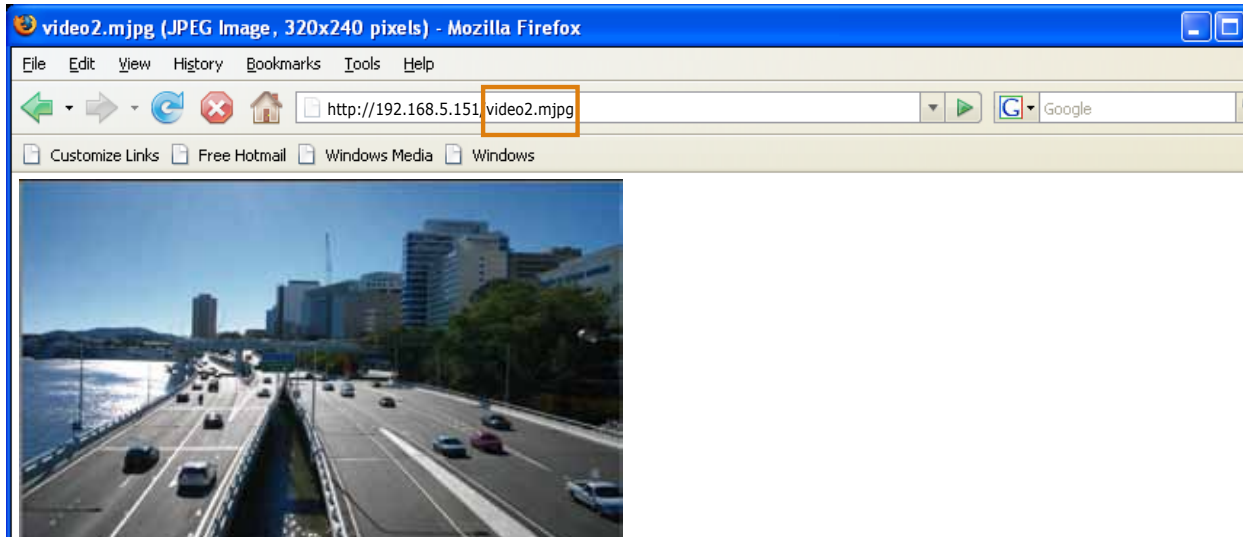 video2.mjpg (JPEG Image, 320x240 pixels) - Mozilla Firefox
File Edit View History Bookmarks Tools Help
http://192.168.5.151/video2.mjpg G Google
Customize Links Free Hotmail Windows Media Windows